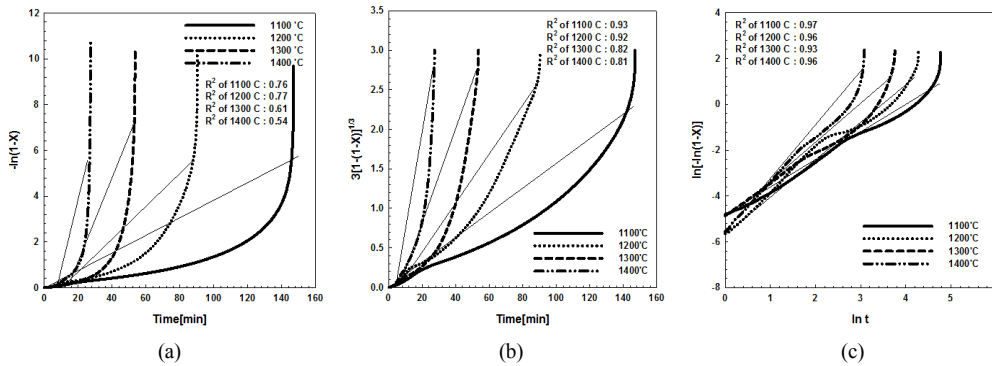 1100 °C
1200 °C
1300 °C
1400°C
R² of 1100 C : 0.76
R² of 1200 C : 0.77
R² of 1300 C : 0.61
R² of 1400 C : 0.54
-ln(1-X)
12
10
8
6
4
2
0
0 20 40 60 80 100 120 140 160
Time[min]
(a)
R² of 1100 C : 0.93
R² of 1200 C : 0.92
R² of 1300 C : 0.82
R² of 1400 C : 0.81
3[1-(1-X)]^1/3
3.5
3.0
2.5
2.0
1.5
1.0
0.5
0.0
1100°C
1200°C
1300°C
1400°C
0 20 40 60 80 100 120 140 160
Time[min]
(b)
R² of 1100 C : 0.97
R² of 1200 C : 0.96
R² of 1300 C : 0.93
R² of 1400 C : 0.96
ln[-ln(1-X)]
4
2
0
-2
-4
-6
-8
1100°C
1200°C
1300°C
1400°C
0 1 2 3 4 5
ln t
(c)